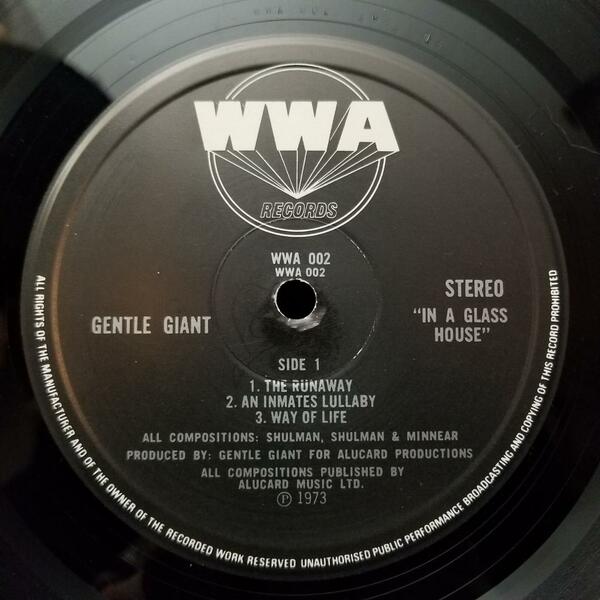 WWA
RECORDS
WWA 002
WWA 002
STEREO
GENTLE GIANT
"IN A GLASS
HOUSE"
SIDE 1
1. THE RUNAWAY
2. AN INMATES LULLABY
3. WAY OF LIFE
ALL COMPOSITIONS: SHULMAN, SHULMAN & MINNEAR
PRODUCED BY: GENTLE GIANT FOR ALUCARD PRODUCTIONS
ALL COMPOSITIONS PUBLISHED BY
ALUCARD MUSIC LTD.
℗ 1973
ALL RIGHTS OF THE MANUFACTURER AND OF THE OWNER OF THE RECORDED WORK RESERVED UNAUTHORISED PUBLIC PERFORMANCE BROADCASTING AND COPYING OF THIS RECORD PROHIBITED